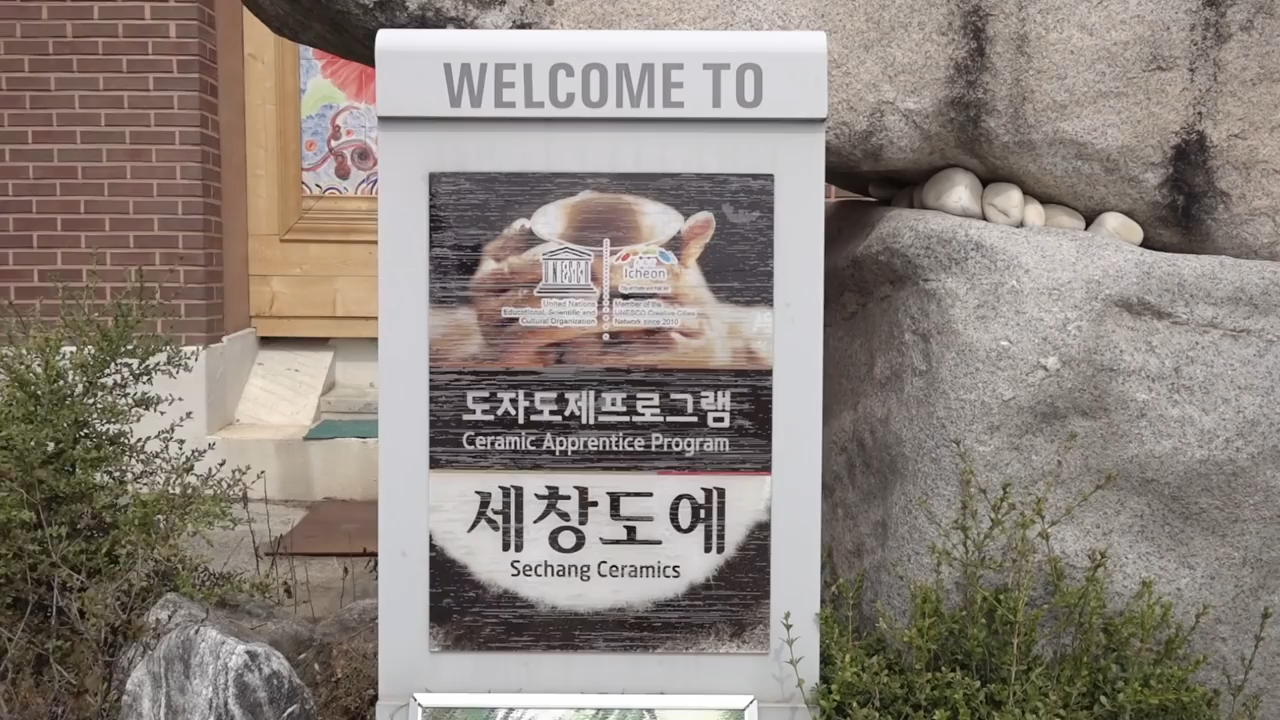 WELCOME TO
UNESCO
United Nations
Educational, Scientific and
Cultural Organization
Icheon
Member of the
UNESCO Creative Cities
Network since 2010
도자도제프로그램
Ceramic Apprentice Program
세창도예
Sechang Ceramics